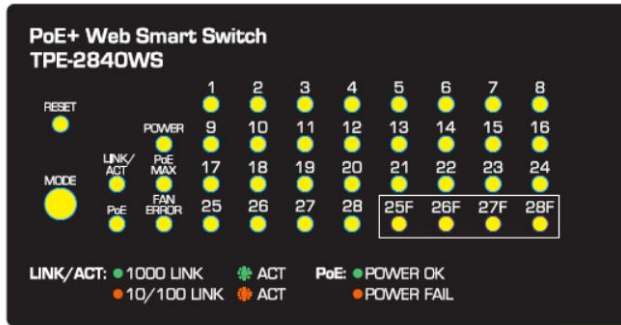 PoE+ Web Smart Switch
TPE-2840WS
1 2 3 4 5 6 7 8
RESET
POWER 9 10 11 12 13 14 15 16
LINK/
ACT
PoE
MAX
17 18 19 20 21 22 23 24
MODE
PoE
FAN
ERROR
25 26 27 28 25F 26F 27F 28F
LINK/ACT: 1000 LINK ACT PoE: POWER OK
10/100 LINK ACT POWER FAIL